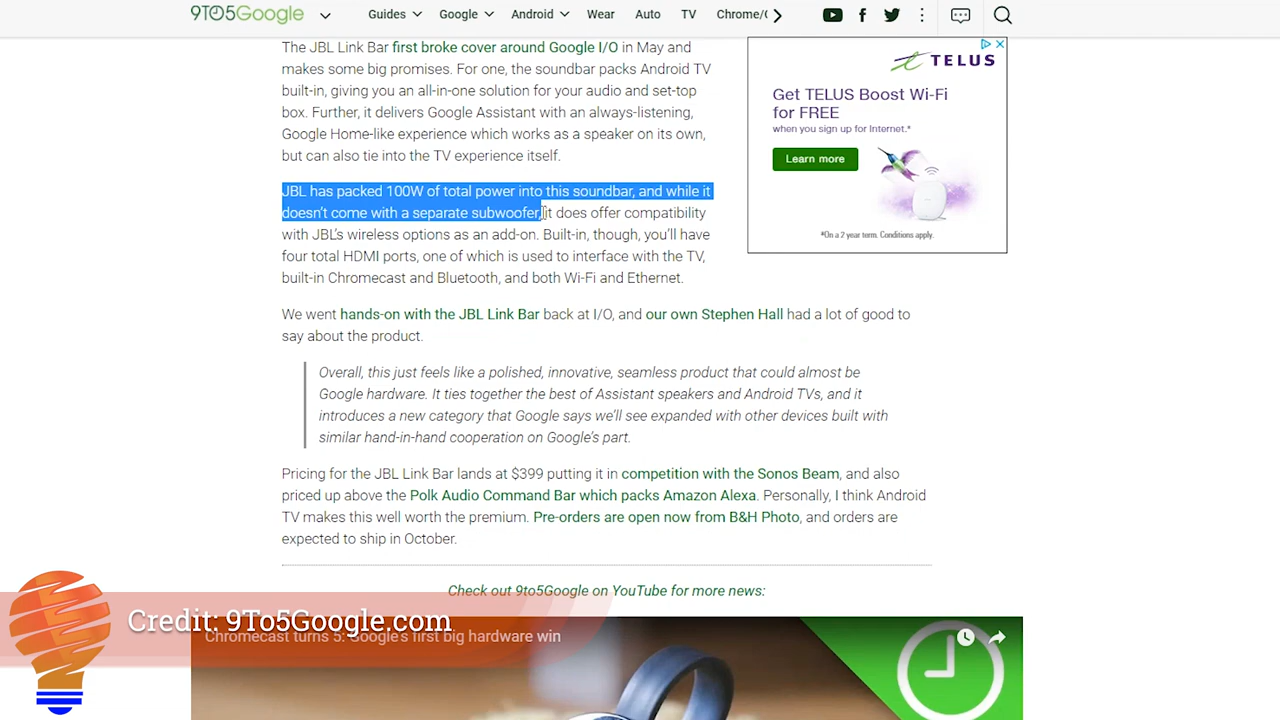 9TO5Google
Guides
Google
Android
Wear
Auto
TV
Chrome/
The JBL Link Bar first broke cover around Google I/O in May and
makes some big promises. For one, the soundbar packs Android TV
built-in, giving you an all-in-one solution for your audio and set-top
box. Further, it delivers Google Assistant with an always-listening,
Google Home-like experience which works as a speaker on its own,
but can also tie into the TV experience itself.
JBL has packed 100W of total power into this soundbar, and while it
doesn't come with a separate subwoofer, it does offer compatibility
with JBL's wireless options as an add-on. Built-in, though, you'll have
four total HDMI ports, one of which is used to interface with the TV,
built-in Chromecast and Bluetooth, and both Wi-Fi and Ethernet.
TELUS
Get TELUS Boost Wi-Fi
for FREE
when you sign up for Internet.*
Learn more
*On a 2 year term. Conditions apply.
We went hands-on with the JBL Link Bar back at I/O, and our own Stephen Hall had a lot of good to
say about the product.
Overall, this just feels like a polished, innovative, seamless product that could almost be
Google hardware. It ties together the best of Assistant speakers and Android TVs, and it
introduces a new category that Google says we'll see expanded with other devices built with
similar hand-in-hand cooperation on Google's part.
Pricing for the JBL Link Bar lands at $399 putting it in competition with the Sonos Beam, and also
priced up above the Polk Audio Command Bar which packs Amazon Alexa. Personally, I think Android
TV makes this well worth the premium. Pre-orders are open now from B&H Photo, and orders are
expected to ship in October.
Check out 9to5Google on YouTube for more news:
Credit: 9To5Google.com
Chromecast turns 5: Google's first big hardware win